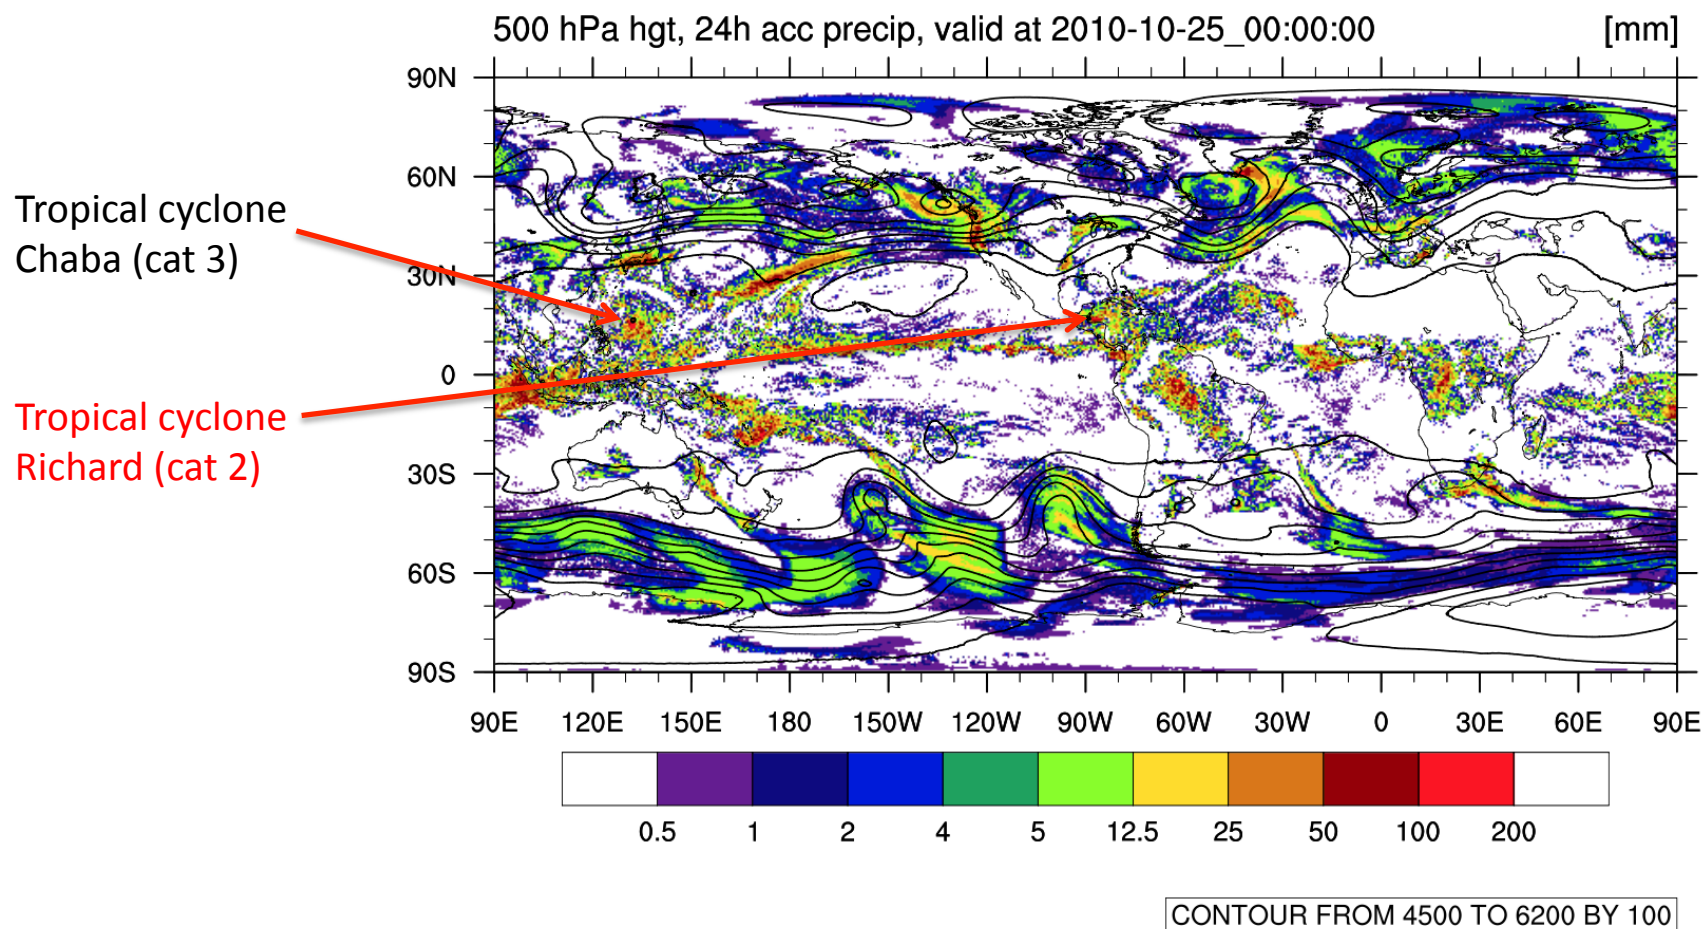 500 hPa hgt, 24h acc precip, valid at 2010-10-25_00:00:00 [mm]
90N
60N
Tropical cyclone
Chaba (cat 3)
30N
0
Tropical cyclone
Richard (cat 2)
30S
60S
90S
90E 120E 150E 180 150W 120W 90W 60W 30W 0 30E 60E 90E
0.5 1 2 4 5 12.5 25 50 100 200
CONTOUR FROM 4500 TO 6200 BY 100